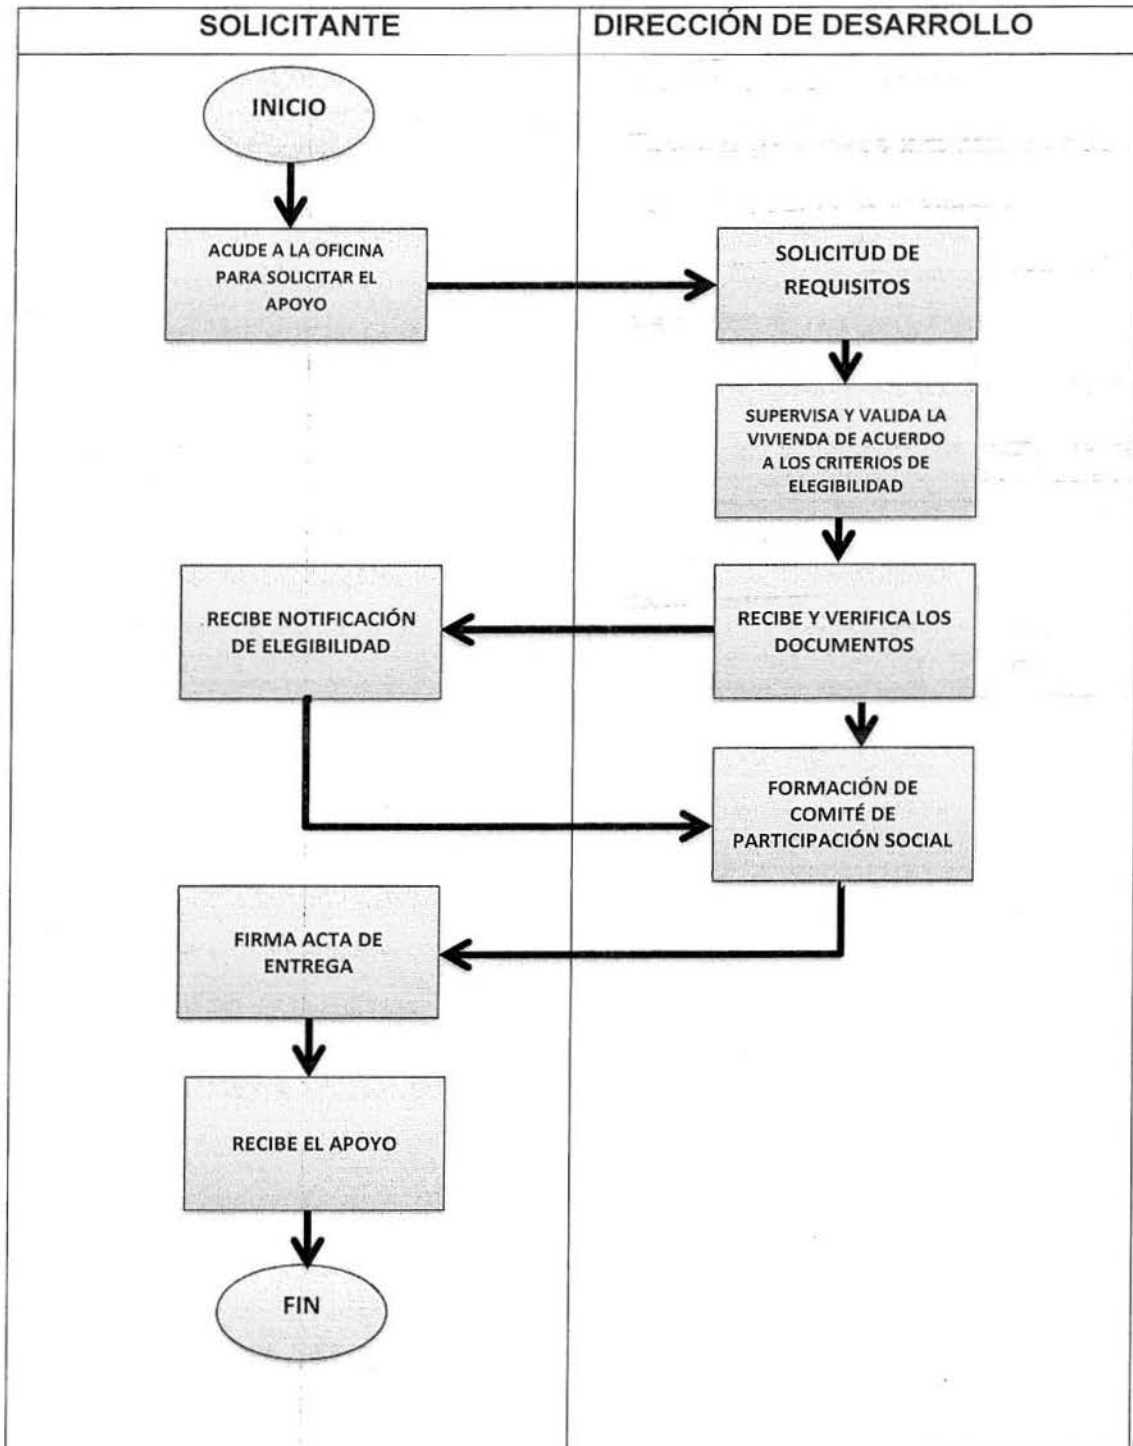 SOLICITANTE
DIRECCIÓN DE DESARROLLO
INICIO
ACUDE A LA OFICINA
PARA SOLICITAR EL
APOYO
SOLICITUD DE
REQUISITOS
SUPERVISA Y VALIDA LA
VIVIENDA DE ACUERDO
A LOS CRITERIOS DE
ELEGIBILIDAD
RECIBE Y VERIFICA LOS
DOCUMENTOS
RECIBE NOTIFICACIÓN
DE ELEGIBILIDAD
FORMACIÓN DE
COMITÉ DE
PARTICIPACIÓN SOCIAL
FIRMA ACTA DE
ENTREGA
RECIBE EL APOYO
FIN